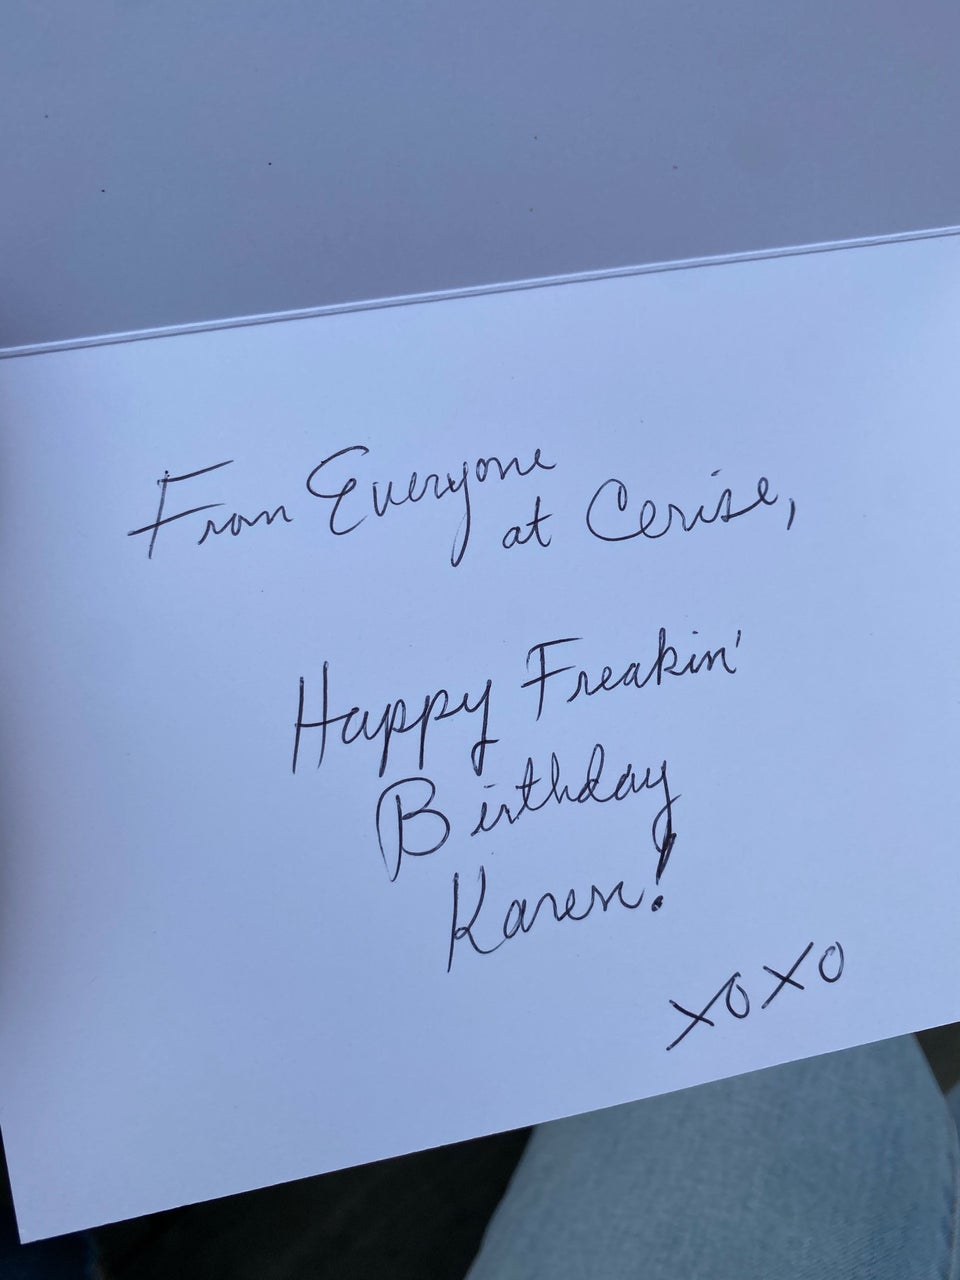 From Everyone
at Cerise,
Happy Freakin'
Birthday
Karen!
XOXO